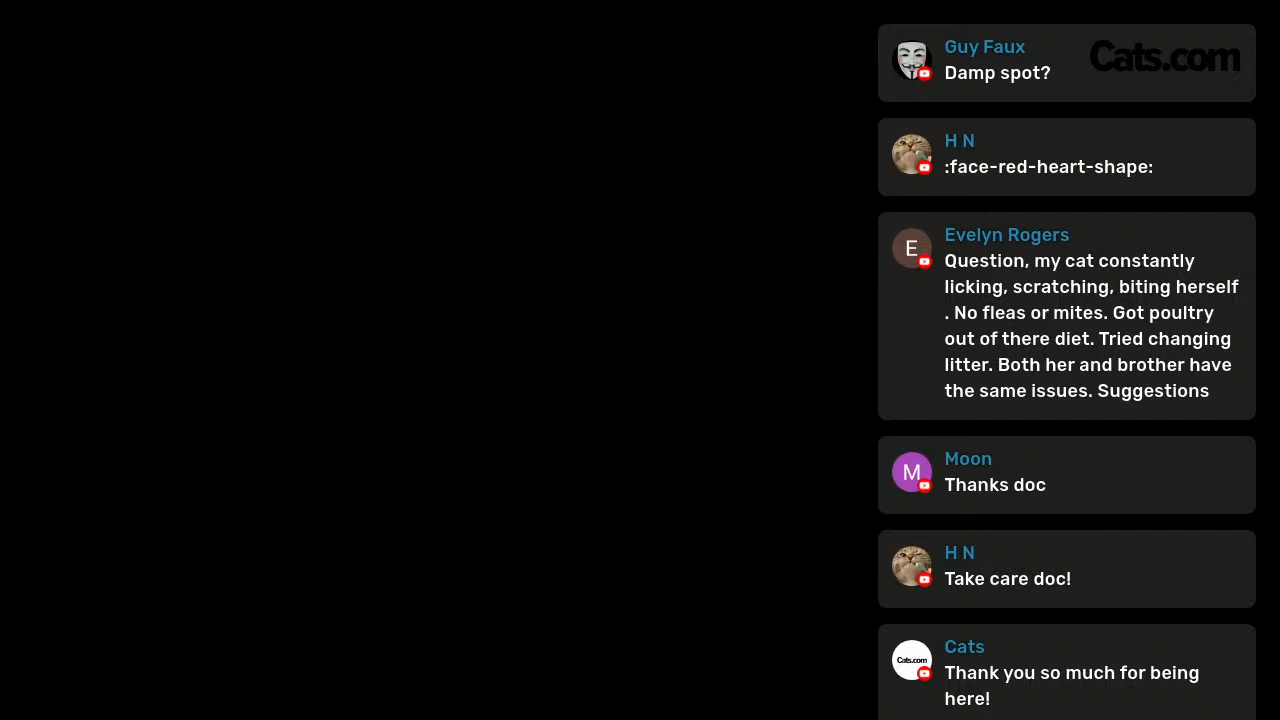 Guy Faux
Cats.com
Damp spot?
H N
:face-red-heart-shape:
E
Evelyn Rogers
Question, my cat constantly
licking, scratching, biting herself
. No fleas or mites. Got poultry
out of there diet. Tried changing
litter. Both her and brother have
the same issues. Suggestions
M
Moon
Thanks doc
H N
Take care doc!
Cats.com
Cats
Thank you so much for being
here!